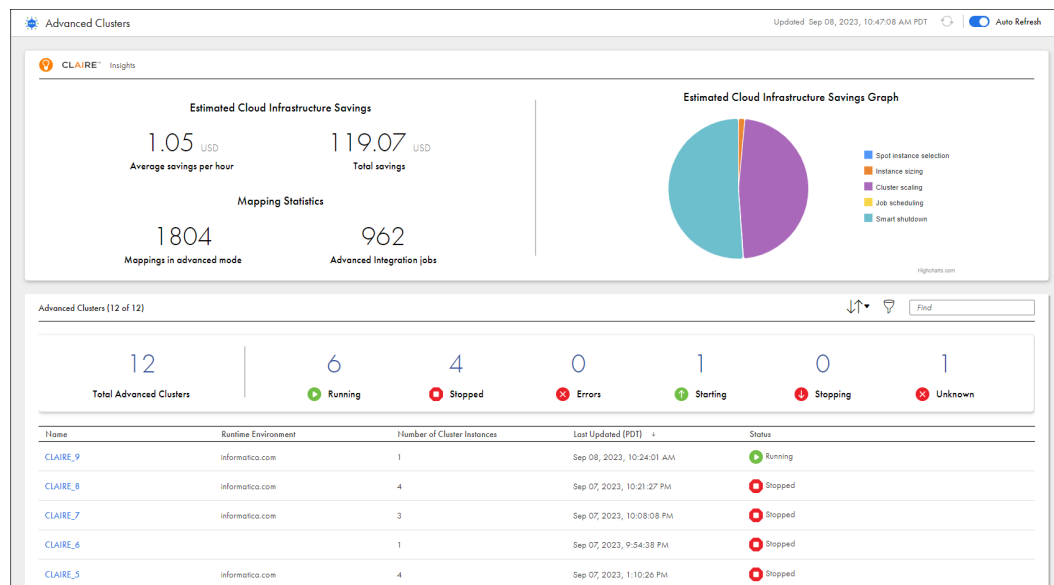 Advanced Clusters
Updated Sep 08, 2023, 10:47:08 AM PDT
Auto Refresh
CLAIRE™ Insights
Estimated Cloud Infrastructure Savings
1.05 USD
Average savings per hour
119.07 USD
Total savings
Mapping Statistics
1804
Mappings in advanced mode
962
Advanced Integration jobs
Estimated Cloud Infrastructure Savings Graph
Spot instance selection
Instance sizing
Cluster scaling
Job scheduling
Smart shutdown
Highcharts.com
Advanced Clusters (12 of 12)
Find
12
Total Advanced Clusters
6
Running
4
Stopped
0
Errors
1
Starting
0
Stopping
1
Unknown
Name Runtime Environment Number of Cluster Instances Last Updated (PDT) Status
CLAIRE_9 informatica.com 1 Sep 08, 2023, 10:24:01 AM Running
CLAIRE_8 informatica.com 4 Sep 07, 2023, 10:21:27 PM Stopped
CLAIRE_7 informatica.com 3 Sep 07, 2023, 10:08:08 PM Stopped
CLAIRE_6 1 Sep 07, 2023, 9:54:38 PM Stopped
CLAIRE_5 informatica.com 4 Sep 07, 2023, 1:10:26 PM Stopped